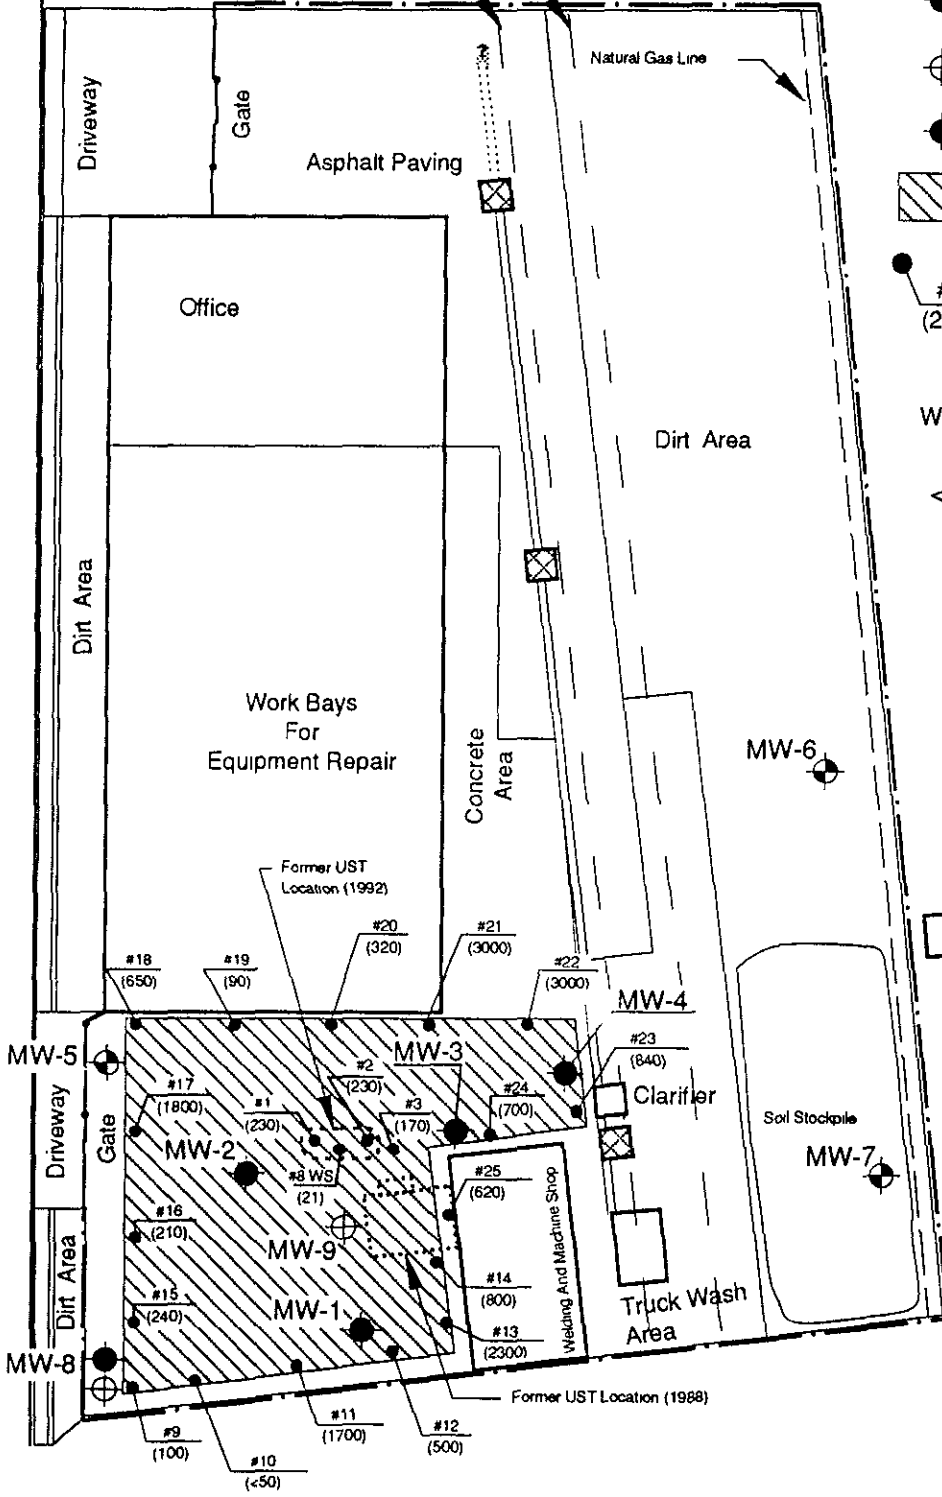 Natural Gas Line
Driveway
Gate
Asphalt Paving
#
(2
Office
W
Dirt Area
<
Dirt Area
Work Bays
For
Equipment Repair
Concrete
Area
MW-6
Former UST
Location (1992)
#20
(320)
#21
(3000)
#18
(650)
#19
(90)
#22
(3000)
MW-4
MW-5
MW-3
#23
(840)
#2
(230)
#24
(700)
Clarifier
#17
(1800)
#1
(230)
#3
(170)
Driveway
Gate
Soil Stockpile
MW-2
MW-7
#8 WS
(21)
#25
(620)
Welding And Machine Shop
#16
(210)
MW-9
#14
(800)
Dirt Area
#15
(240)
MW-1
Truck Wash
Area
#13
(2300)
MW-8
Former UST Location (1988)
#9
(100)
#10
(<50)
#11
(1700)
#12
(500)